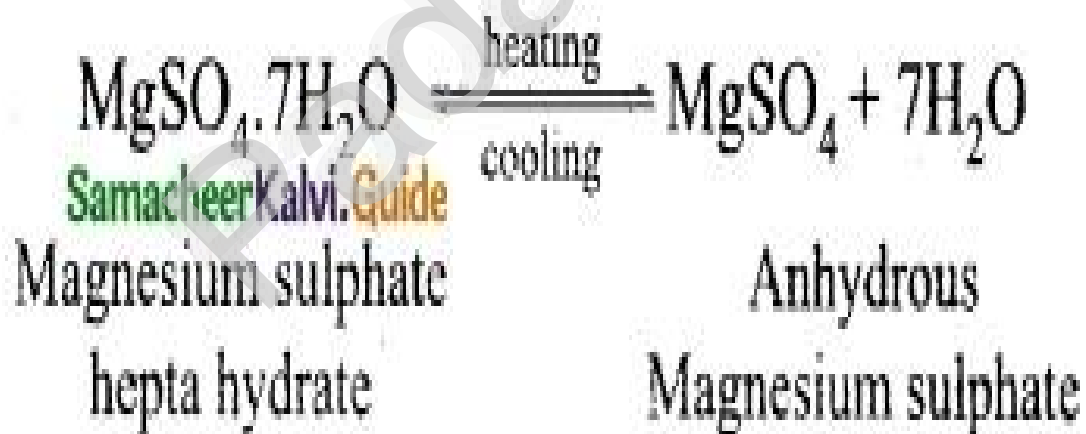 heating
MgSO₄.7H₂O ⇌ MgSO₄ + 7H₂O
cooling
SamacheerKalvi.Guide
Magnesium sulphate
hepta hydrate
Anhydrous
Magnesium sulphate